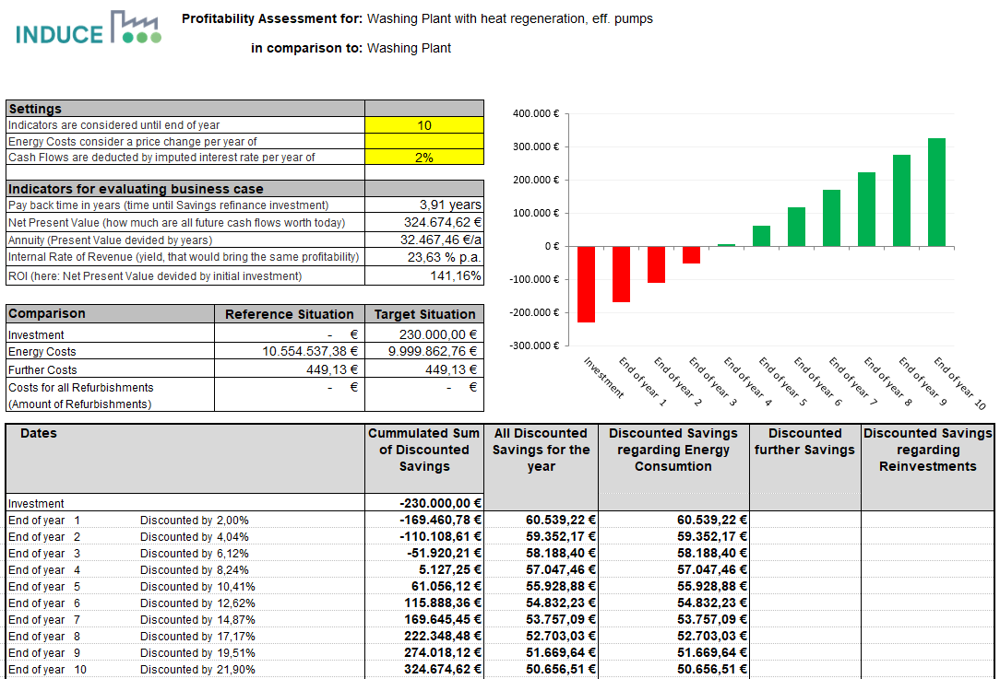 INDUCE
Profitability Assessment for: Washing Plant with heat regeneration, eff. pumps
in comparison to: Washing Plant
Settings
Indicators are considered until end of year 10
Energy Costs consider a price change per year of
Cash Flows are deducted by imputed interest rate per year of 2%
Indicators for evaluating business case
Pay back time in years (time until Savings refinance investment) 3,91 years
Net Present Value (how much are all future cash flows worth today) 324.674,62 €
Annuity (Present Value devided by years) 32.467,46 €/a
Internal Rate of Revenue (yield, that would bring the same profitability) 23,63 % p.a.
ROI (here: Net Present Value devided by initial investment) 141,16%
Comparison Reference Situation Target Situation
Investment - € 230.000,00 €
Energy Costs 10.554.537,38 € 9.999.862,76 €
Further Costs 449,13 € 449,13 €
Costs for all Refurbishments - € - €
(Amount of Refurbishments)
400.000 €
300.000 €
200.000 €
100.000 €
0 €
-100.000 €
-200.000 €
-300.000 €
Investment
End of year 1
End of year 2
End of year 3
End of year 4
End of year 5
End of year 6
End of year 7
End of year 8
End of year 9
End of year 10
Dates Cummulated Sum All Discounted Discounted Savings Discounted Discounted Savings
of Discounted Savings for the regarding Energy further Savings regarding
Savings year Consumtion Reinvestments
Investment -230.000,00 €
End of year 1 Discounted by 2,00% -169.460,78 € 60.539,22 € 60.539,22 €
End of year 2 Discounted by 4,04% -110.108,61 € 59.352,17 € 59.352,17 €
End of year 3 Discounted by 6,12% -51.920,21 € 58.188,40 € 58.188,40 €
End of year 4 Discounted by 8,24% 5.127,25 € 57.047,46 € 57.047,46 €
End of year 5 Discounted by 10,41% 61.056,12 € 55.928,88 € 55.928,88 €
End of year 6 Discounted by 12,62% 115.888,36 € 54.832,23 € 54.832,23 €
End of year 7 Discounted by 14,87% 169.645,45 € 53.757,09 € 53.757,09 €
End of year 8 Discounted by 17,17% 222.348,48 € 52.703,03 € 52.703,03 €
End of year 9 Discounted by 19,51% 274.018,12 € 51.669,64 € 51.669,64 €
End of year 10 Discounted by 21,90% 324.674,62 € 50.656,51 € 50.656,51 €